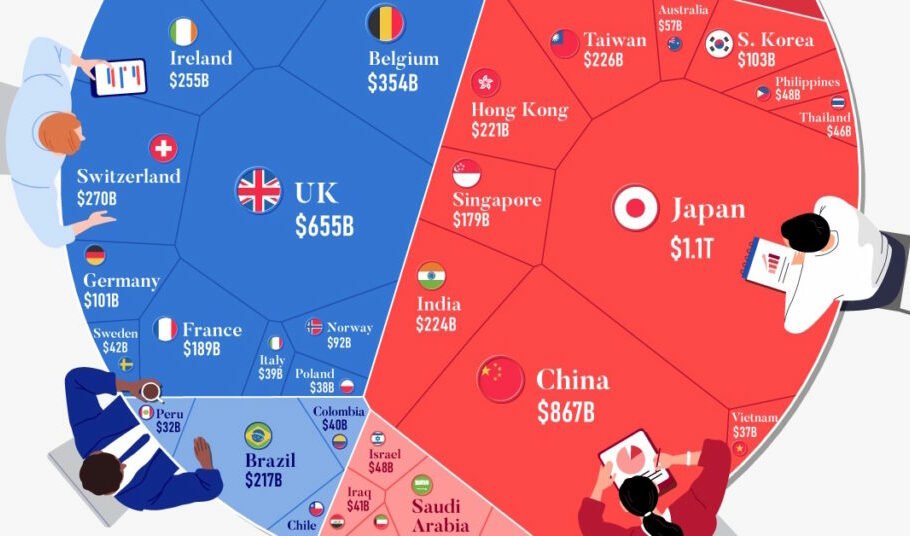 Ireland
$255B
Belgium
$354B
Switzerland
$270B
UK
$655B
Germany
$101B
Sweden
$42B
France
$189B
Italy
$39B
Norway
$92B
Poland
$38B
Taiwan
$226B
Australia
$57B
S. Korea
$103B
Philippines
$48B
Thailand
$46B
Hong Kong
$221B
Singapore
$179B
Japan
$1.1T
India
$224B
China
$867B
Vietnam
$37B
Peru
$32B
Brazil
$217B
Colombia
$40B
Chile
Israel
$48B
Iraq
$41B
Saudi
Arabia